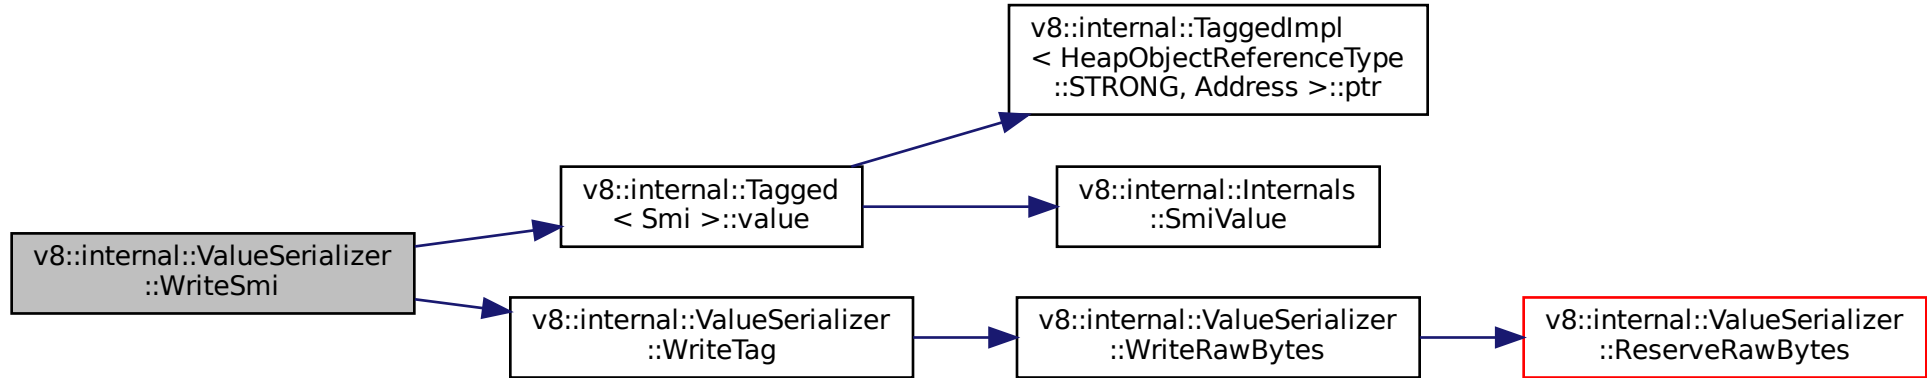 v8::internal::TaggedImpl
< HeapObjectReferenceType
::STRONG, Address >::ptr
v8::internal::Tagged
< Smi >::value
v8::internal::Internals
::SmiValue
v8::internal::ValueSerializer
::WriteSmi
v8::internal::ValueSerializer
::WriteTag
v8::internal::ValueSerializer
::WriteRawBytes
v8::internal::ValueSerializer
::ReserveRawBytes